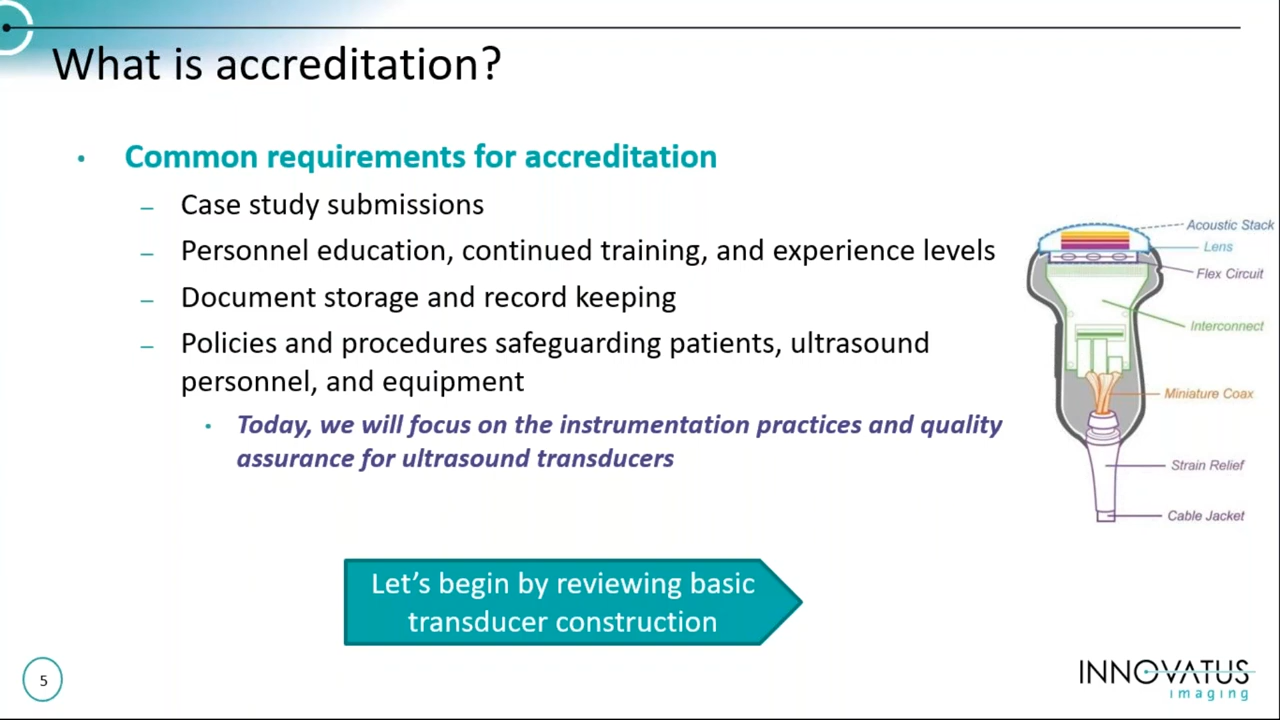 What is accreditation?
• Common requirements for accreditation
– Case study submissions
– Personnel education, continued training, and experience levels
– Document storage and record keeping
– Policies and procedures safeguarding patients, ultrasound
personnel, and equipment
• Today, we will focus on the instrumentation practices and quality
assurance for ultrasound transducers
Acoustic Stack
Lens
Flex Circuit
Interconnect
Miniature Coax
Strain Relief
Cable Jacket
Let's begin by reviewing basic
transducer construction
5
INNOVATUS
imaging